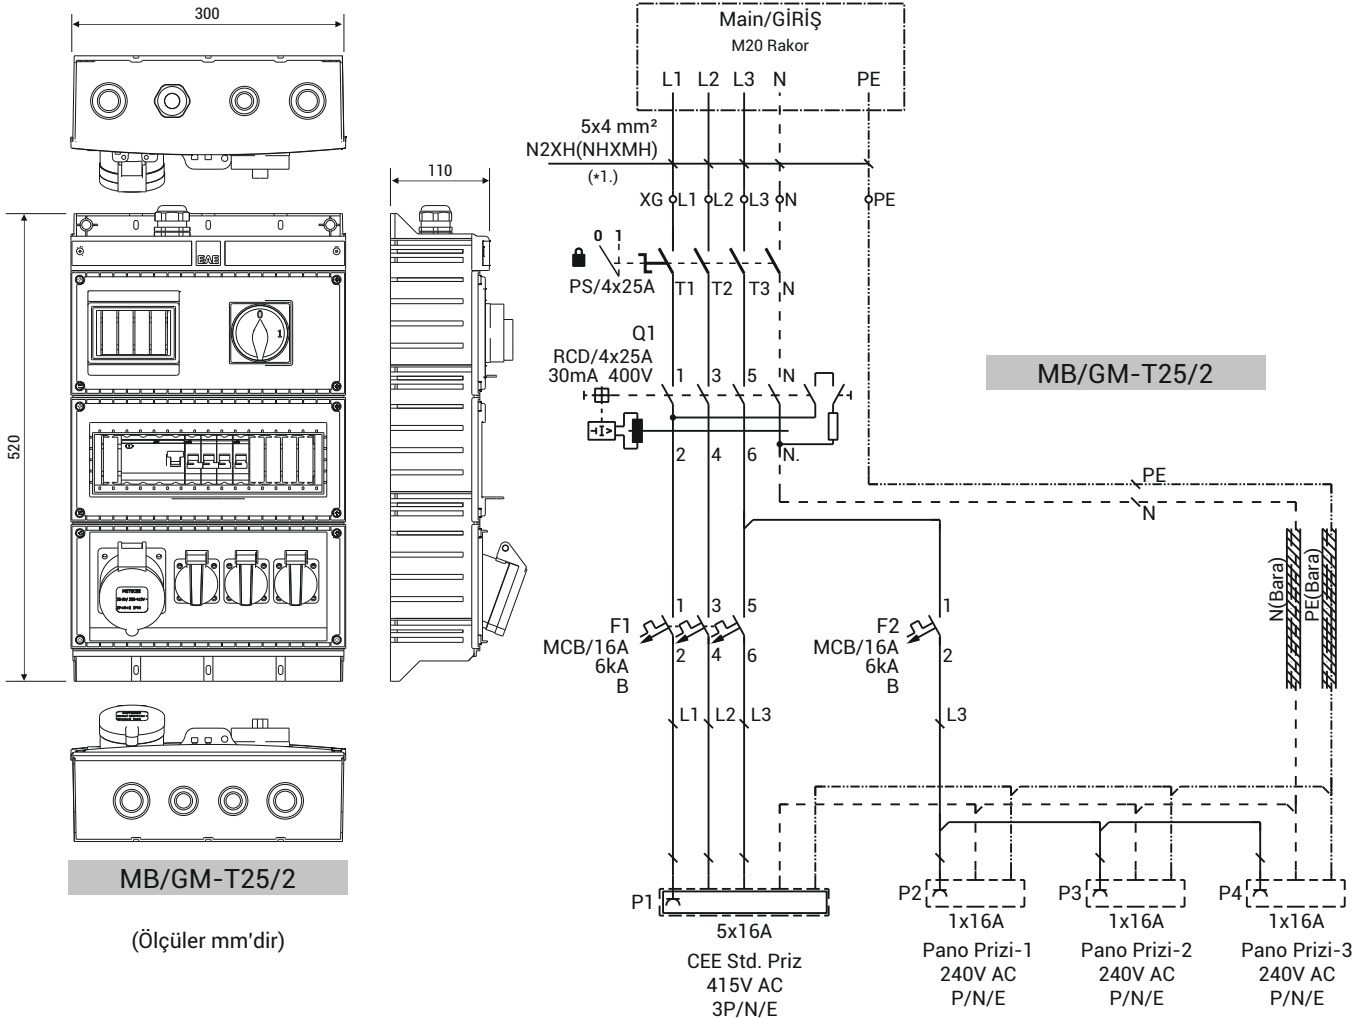 300
110
520
EAE
0
1
MB/GM-T25/2
(Ölçüler mm'dir)
Main/GİRİŞ
M20 Rakor
L1 L2 L3 N PE
5x4 mm²
N2XH(NHXMH)
(*1.)
XG L1 L2 L3 N PE
0 1
PS/4x25A T1 T2 T3 N
Q1
RCD/4x25A
30mA 400V
1 3 5 N
I>
2 4 6 N.
MB/GM-T25/2
PE
N
N(Bara)
PE(Bara)
1 3 5
F1
MCB/16A
6kA
B
2 4 6
1
F2
MCB/16A
6kA
B
2
L1 L2 L3
L3
P1
5x16A
CEE Std. Priz
415V AC
3P/N/E
P2
1x16A
Pano Prizi-1
240V AC
P/N/E
P3
1x16A
Pano Prizi-2
240V AC
P/N/E
P4
1x16A
Pano Prizi-3
240V AC
P/N/E